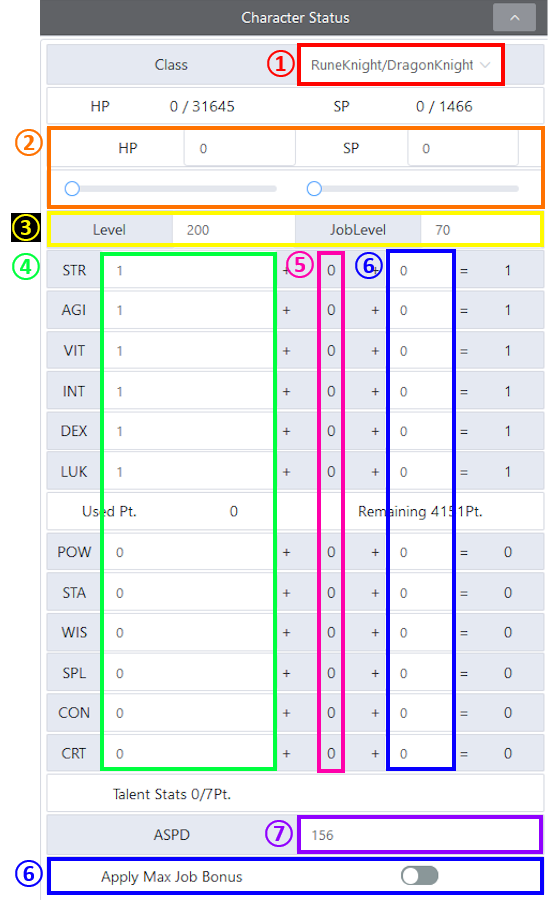 Character Status
Class ① RuneKnight/DragonKnight
HP 0 / 31645 SP 0 / 1466
② HP 0 SP 0
③ Level 200 JobLevel 70
④ ⑤ ⑥
STR 1 + 0 + 0 = 1
AGI 1 + 0 + 0 = 1
VIT 1 + 0 + 0 = 1
INT 1 + 0 + 0 = 1
DEX 1 + 0 + 0 = 1
LUK 1 + 0 + 0 = 1
Used Pt. 0 Remaining 4151Pt.
POW 0 + 0 + 0 = 0
STA 0 + 0 + 0 = 0
WIS 0 + 0 + 0 = 0
SPL 0 + 0 + 0 = 0
CON 0 + 0 + 0 = 0
CRT 0 + 0 + 0 = 0
Talent Stats 0/7Pt.
ASPD ⑦ 156
⑥ Apply Max Job Bonus